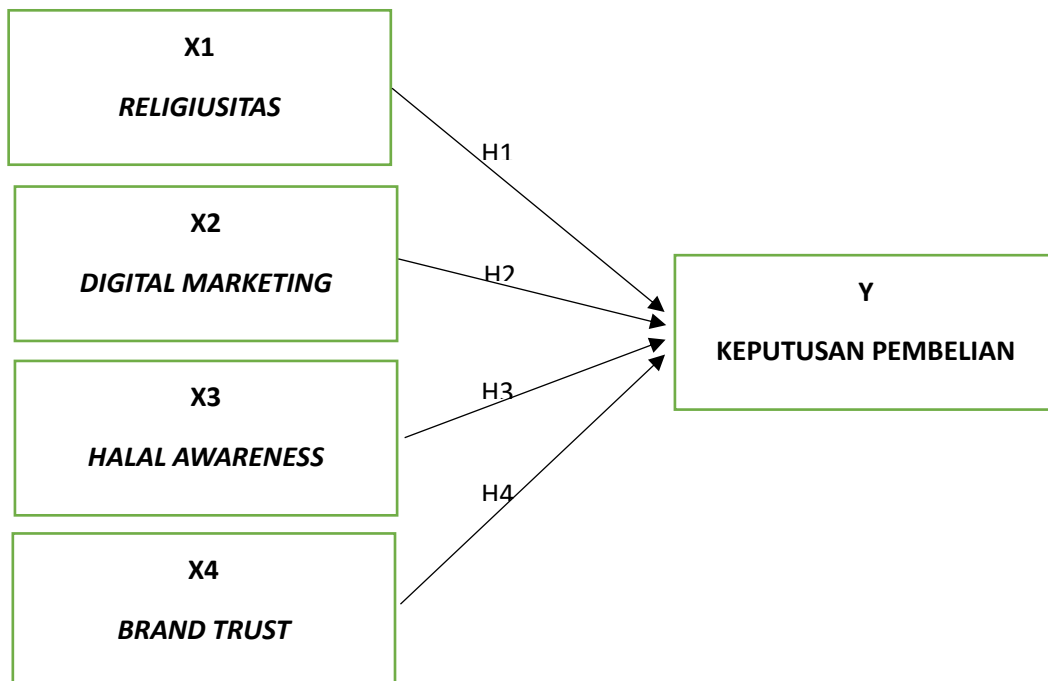 X1
RELIGIUSITAS
H1
X2
DIGITAL MARKETING
H2
Y
KEPUTUSAN PEMBELIAN
X3
HALAL AWARENESS
H3
H4
X4
BRAND TRUST